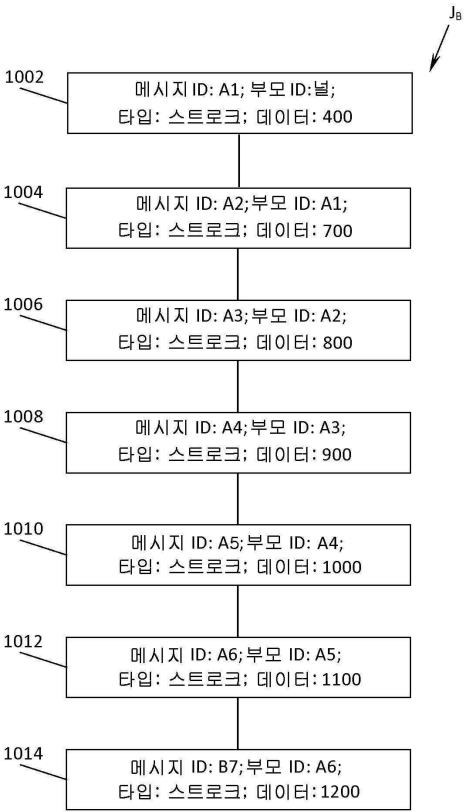 J_B
1002
메시지 ID: A1; 부모 ID:널;
타입: 스트로크; 데이터: 400
1004
메시지 ID: A2;부모 ID: A1;
타입: 스트로크; 데이터: 700
1006
메시지 ID: A3;부모 ID: A2;
타입: 스트로크; 데이터: 800
1008
메시지 ID: A4;부모 ID: A3;
타입: 스트로크; 데이터: 900
1010
메시지 ID: A5;부모 ID: A4;
타입: 스트로크; 데이터: 1000
1012
메시지 ID: A6;부모 ID: A5;
타입: 스트로크; 데이터: 1100
1014
메시지 ID: B7;부모 ID: A6;
타입: 스트로크; 데이터: 1200